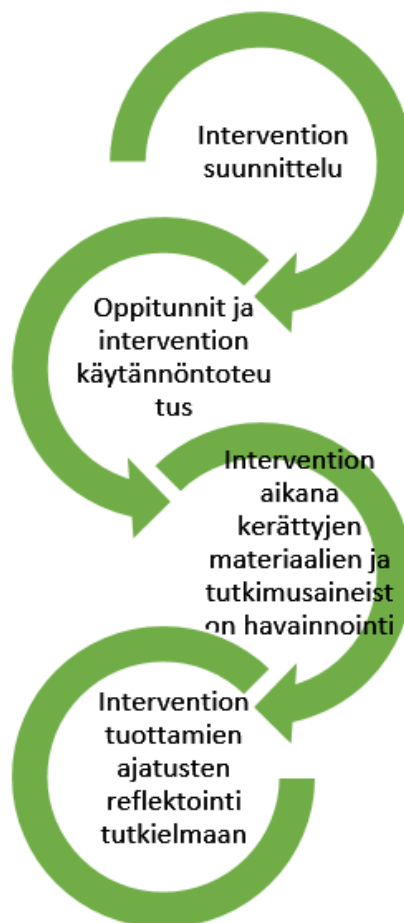 Intervention
suunnittelu
Oppitunnit ja
intervention
käytännöntoteu
tus
Intervention
aikana
kerättyjen
materiaalien ja
tutkimusaineist
on havainnointi
Intervention
tuottamien
ajatusten
reflektointi
tutkielmaan